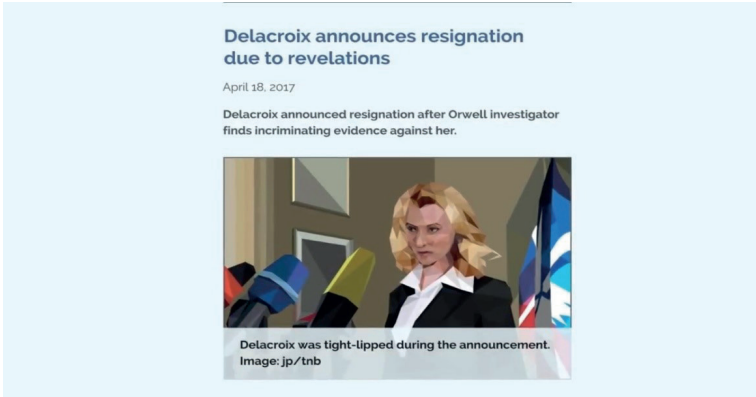 Delacroix announces resignation
due to revelations
April 18, 2017
Delacroix announced resignation after Orwell investigator
finds incriminating evidence against her.
Delacroix was tight-lipped during the announcement.
Image: jp/tnb